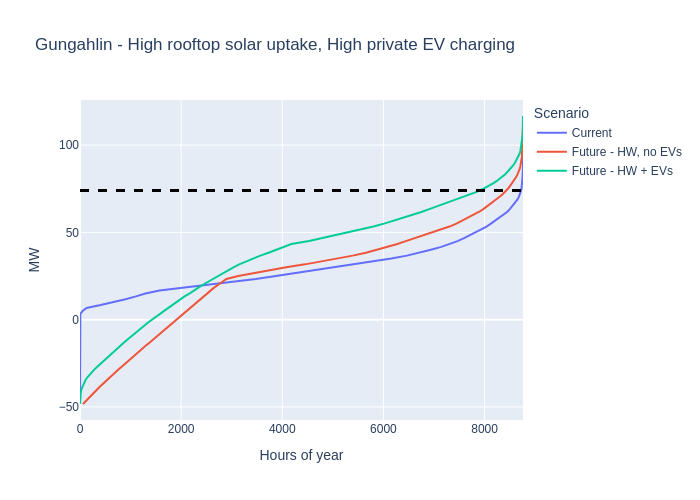 Gungahlin - High rooftop solar uptake, High private EV charging
Scenario
Current
Future - HW, no EVs
Future - HW + EVs
MW
100
50
0
−50
0 2000 4000 6000 8000
Hours of year